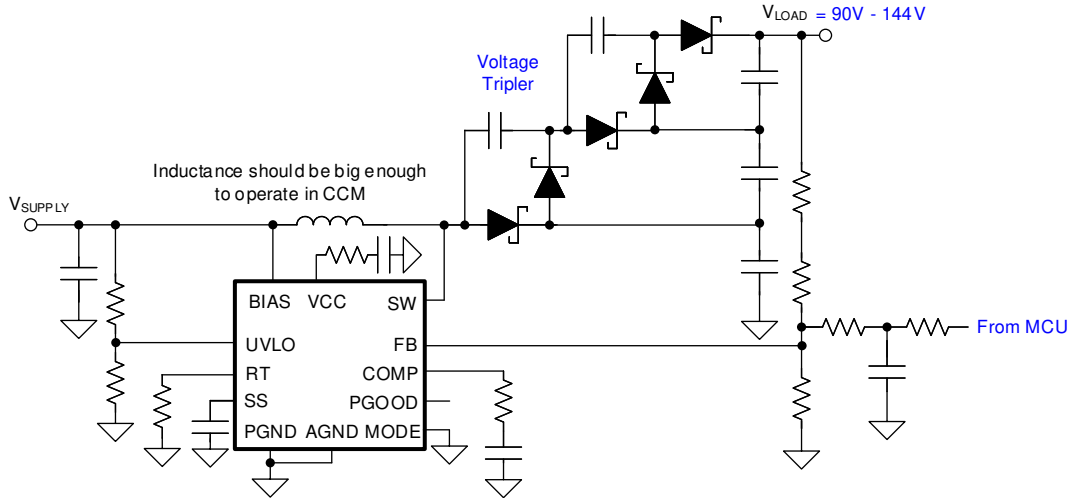 VLOAD = 90V - 144V
Voltage
Tripler
Inductance should be big enough
to operate in CCM
VSUPPLY
BIAS VCC SW
UVLO FB
From MCU
RT COMP
SS PGOOD
PGND AGND MODE